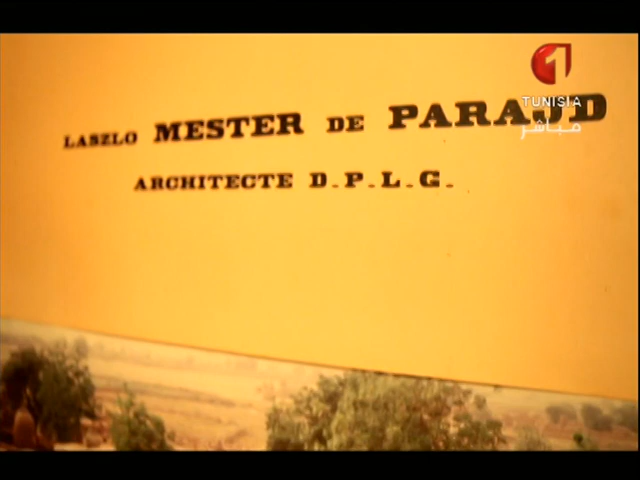 1
TUNISIA
مباشر
LASZLO MESTER DE PARAJD
ARCHITECTE D.P.L.G.